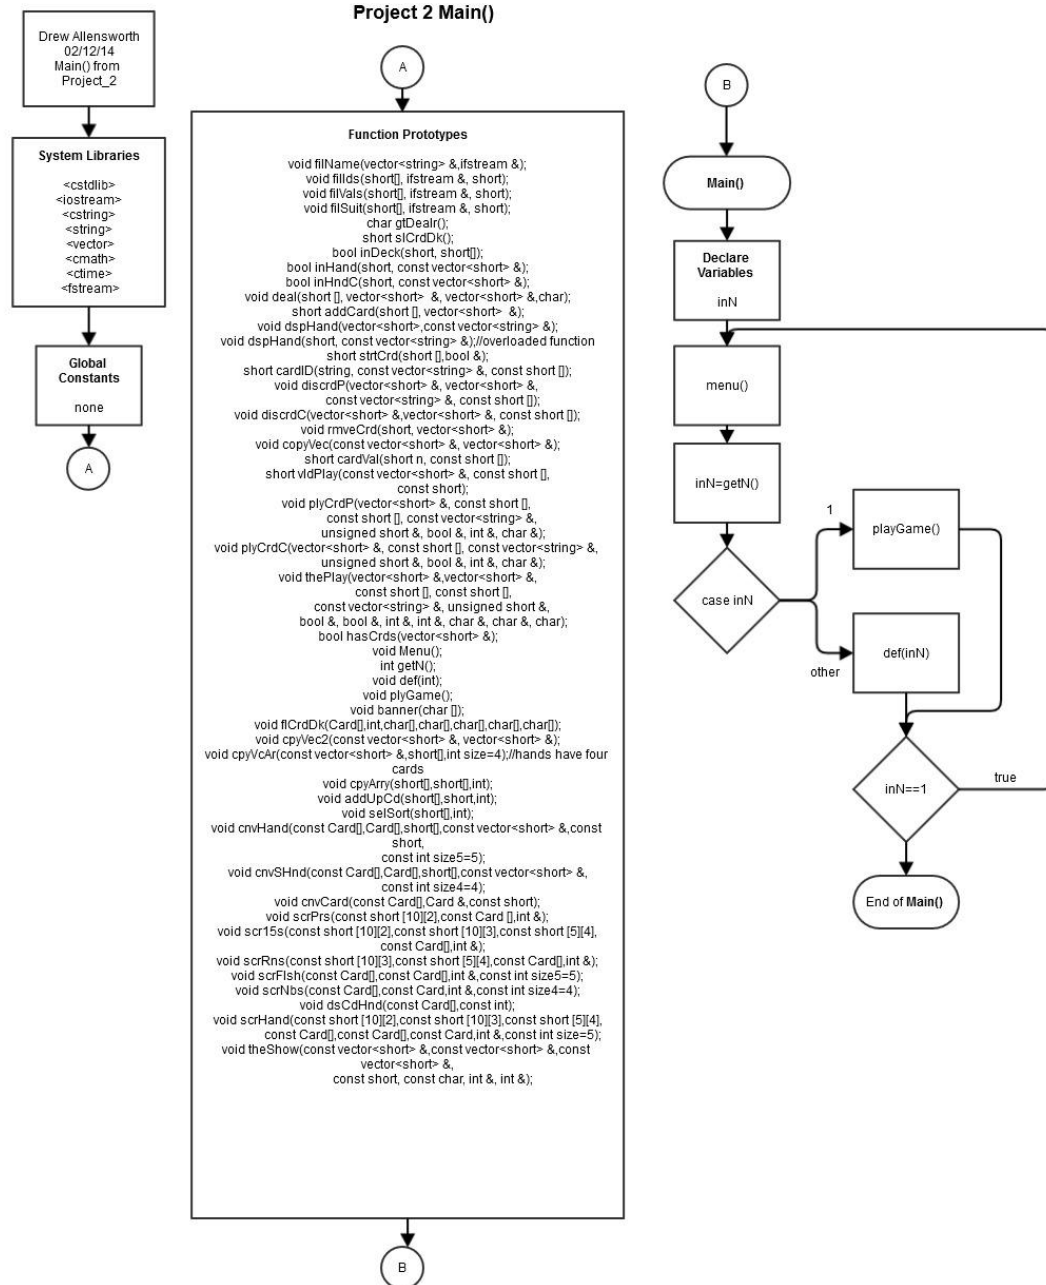 Project 2 Main()
Drew Allensworth
02/12/14
Main() from
Project_2
System Libraries
<cstdlib>
<iostream>
<cstring>
<string>
<vector>
<cmath>
<ctime>
<fstream>
Global
Constants
none
A
A
Function Prototypes
void filName(vector<string> &,ifstream &);
void filIds(short[], ifstream &, short);
void filVals(short[], ifstream &, short);
void filSuit(short[], ifstream &, short);
char gtDealr();
short slCrdDk();
bool inDeck(short, short[]);
bool inHand(short, const vector<short> &);
bool inHndC(short, const vector<short> &);
void deal(short [], vector<short> &, vector<short> &,char);
short addCard(short [], vector<short> &);
void dspHand(vector<short>,const vector<string> &);
void dspHand(short, const vector<string> &);//overloaded function
short strtCrd(short [],bool &);
short cardID(string, const vector<string> &, const short []);
void discrdP(vector<short> &, vector<short> &,
const vector<string> &, const short []);
void discrdC(vector<short> &,vector<short> &, const short []);
void rmveCrd(short, vector<short> &);
void copyVec(const vector<short> &, vector<short> &);
short cardVal(short n, const short []);
short vldPlay(const vector<short> &, const short [],
const short);
void plyCrdP(vector<short> &, const short [],
const short [], const vector<string> &,
unsigned short &, bool &, int &, char &);
void plyCrdC(vector<short> &, const short [], const vector<string> &,
unsigned short &, bool &, int &, char &);
void thePlay(vector<short> &,vector<short> &,
const short [], const short [],
const vector<string> &, unsigned short &,
bool &, bool &, int &, int &, char &, char &, char);
bool hasCrds(vector<short> &);
void Menu();
int getN();
void def(int);
void plyGame();
void banner(char []);
void flCrdDk(Card[],int,char[],char[],char[],char[],char[]);
void cpyVec2(const vector<short> &, vector<short> &);
void cpyVcAr(const vector<short> &,short[],int size=4);//hands have four
cards
void cpyArry(short[],short[],int);
void addUpCd(short[],short,int);
void selSort(short[],int);
void cnvHand(const Card[],Card[],short[],const vector<short> &,const
short,
const int size5=5);
void cnvSHnd(const Card[],Card[],short[],const vector<short> &,
const int size4=4);
void cnvCard(const Card[],Card &,const short);
void scrPrs(const short [10][2],const Card [],int &);
void scr15s(const short [10][2],const short [10][3],const short [5][4],
const Card[],int &);
void scrRns(const short [10][3],const short [5][4],const Card[],int &);
void scrFlsh(const Card[],const Card[],int &,const int size5=5);
void scrNbs(const Card[],const Card,int &,const int size4=4);
void dsCdHnd(const Card[],const int);
void scrHand(const short [10][2],const short [10][3],const short [5][4],
const Card[],const Card[],const Card,int &,const int size=5);
void theShow(const vector<short> &,const vector<short> &,const
vector<short> &,
const short, const char, int &, int &);
B
B
Main()
Declare
Variables
inN
menu()
inN=getN()
case inN
1
playGame()
other
def(inN)
inN==1
true
End of Main()